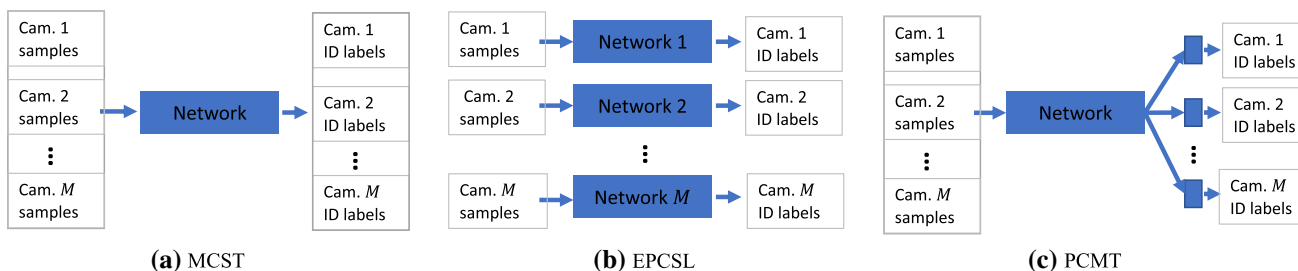 Cam. 1
samples
Cam. 2
samples
⋮
Cam. M
samples
Network
Cam. 1
ID labels
Cam. 2
ID labels
⋮
Cam. M
ID labels
(a) MCST
Cam. 1
samples
Network 1
Cam. 1
ID labels
Cam. 2
samples
Network 2
Cam. 2
ID labels
⋮
Cam. M
samples
Network M
Cam. M
ID labels
(b) EPCSL
Cam. 1
samples
Cam. 2
samples
⋮
Cam. M
samples
Network
Cam. 1
ID labels
Cam. 2
ID labels
⋮
Cam. M
ID labels
(c) PCMT